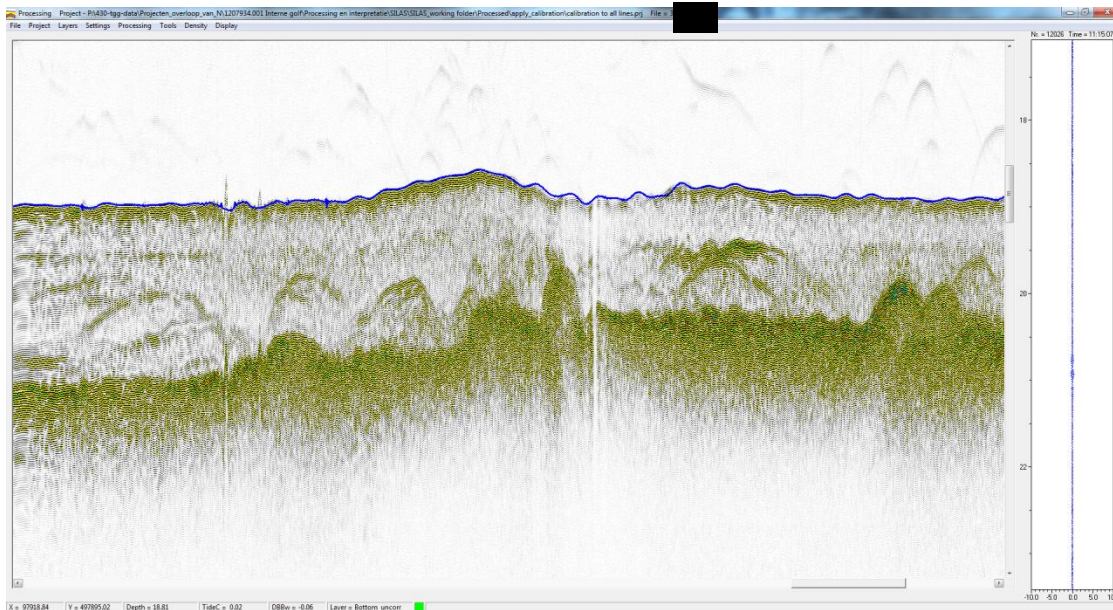 Processing    Project - P:\430-tgg-data\Projecten_overloop_van_N\1207934.001 Interne golf\Processing en interpretatie\SILAS\SILAS_working folder\Processed\apply_calibration\calibration to all lines.prj    File =
File  Project  Layers  Settings  Processing  Tools  Density  Display
Nr. = 12026  Time = 11:15:07
18
20
22
-10.0  -5.0  0.0  5.0  10
X = 97918.84  Y = 497895.02  Depth = 18.81  TideC = 0.02  DBBw = -0.06  Layer = Bottom_uncorr